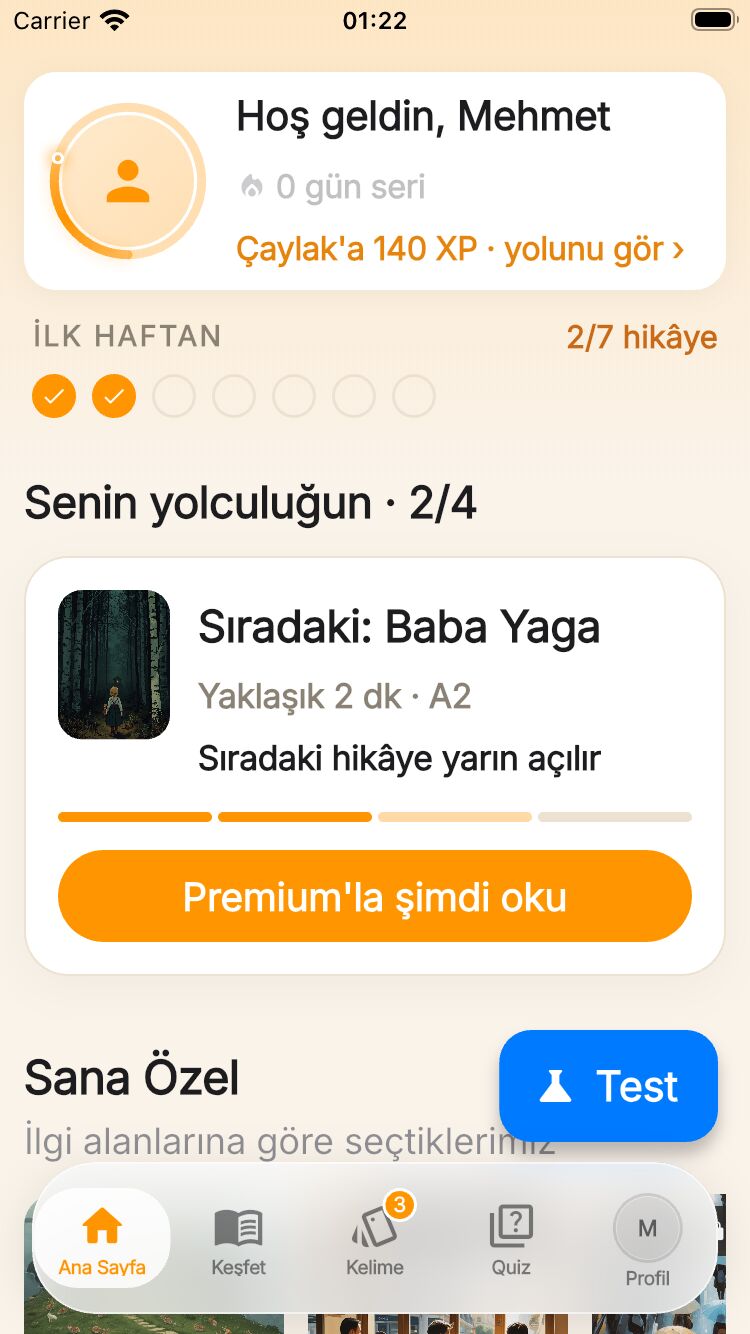 Carrier 01:22
Hoş geldin, Mehmet
0 gün seri
Çaylak'a 140 XP · yolunu gör ›
İLK HAFTAN
2/7 hikâye
Senin yolculuğun · 2/4
Sıradaki: Baba Yaga
Yaklaşık 2 dk · A2
Sıradaki hikâye yarın açılır
Premium'la şimdi oku
Sana Özel
Test
İlgi alanlarına göre seçtiklerimiz
3
?
M
Ana Sayfa
Keşfet
Kelime
Quiz
Profil